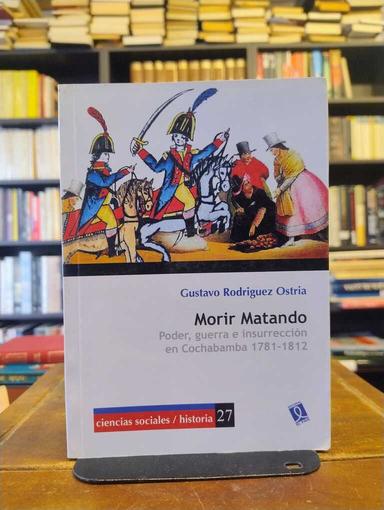 Gustavo Rodriguez Ostria
Morir Matando
Poder, guerra e insurrección
en Cochabamba 1781-1812
ciencias sociales / historia 27